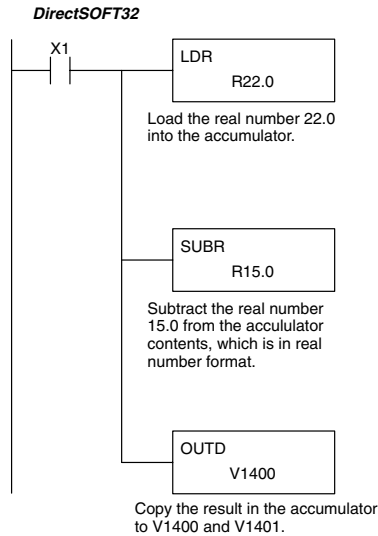 DirectSOFT32
X1
LDR
R22.0
Load the real number 22.0
into the accumulator.
SUBR
R15.0
Subtract the real number
15.0 from the accululator
contents, which is in real
number format.
OUTD
V1400
Copy the result in the accumulator
to V1400 and V1401.